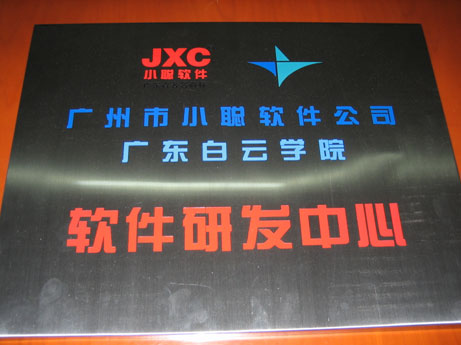 JXC
小聪软件
广州市小聪软件公司
广东白云学院
软件研发中心